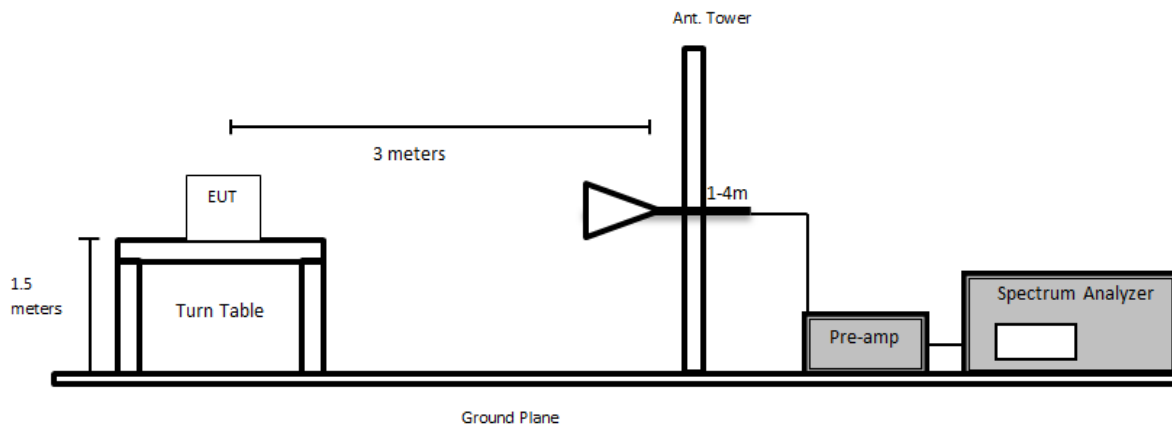 Ant. Tower
3 meters
EUT
1-4m
1.5
meters
Turn Table
Spectrum Analyzer
Pre-amp
Ground Plane